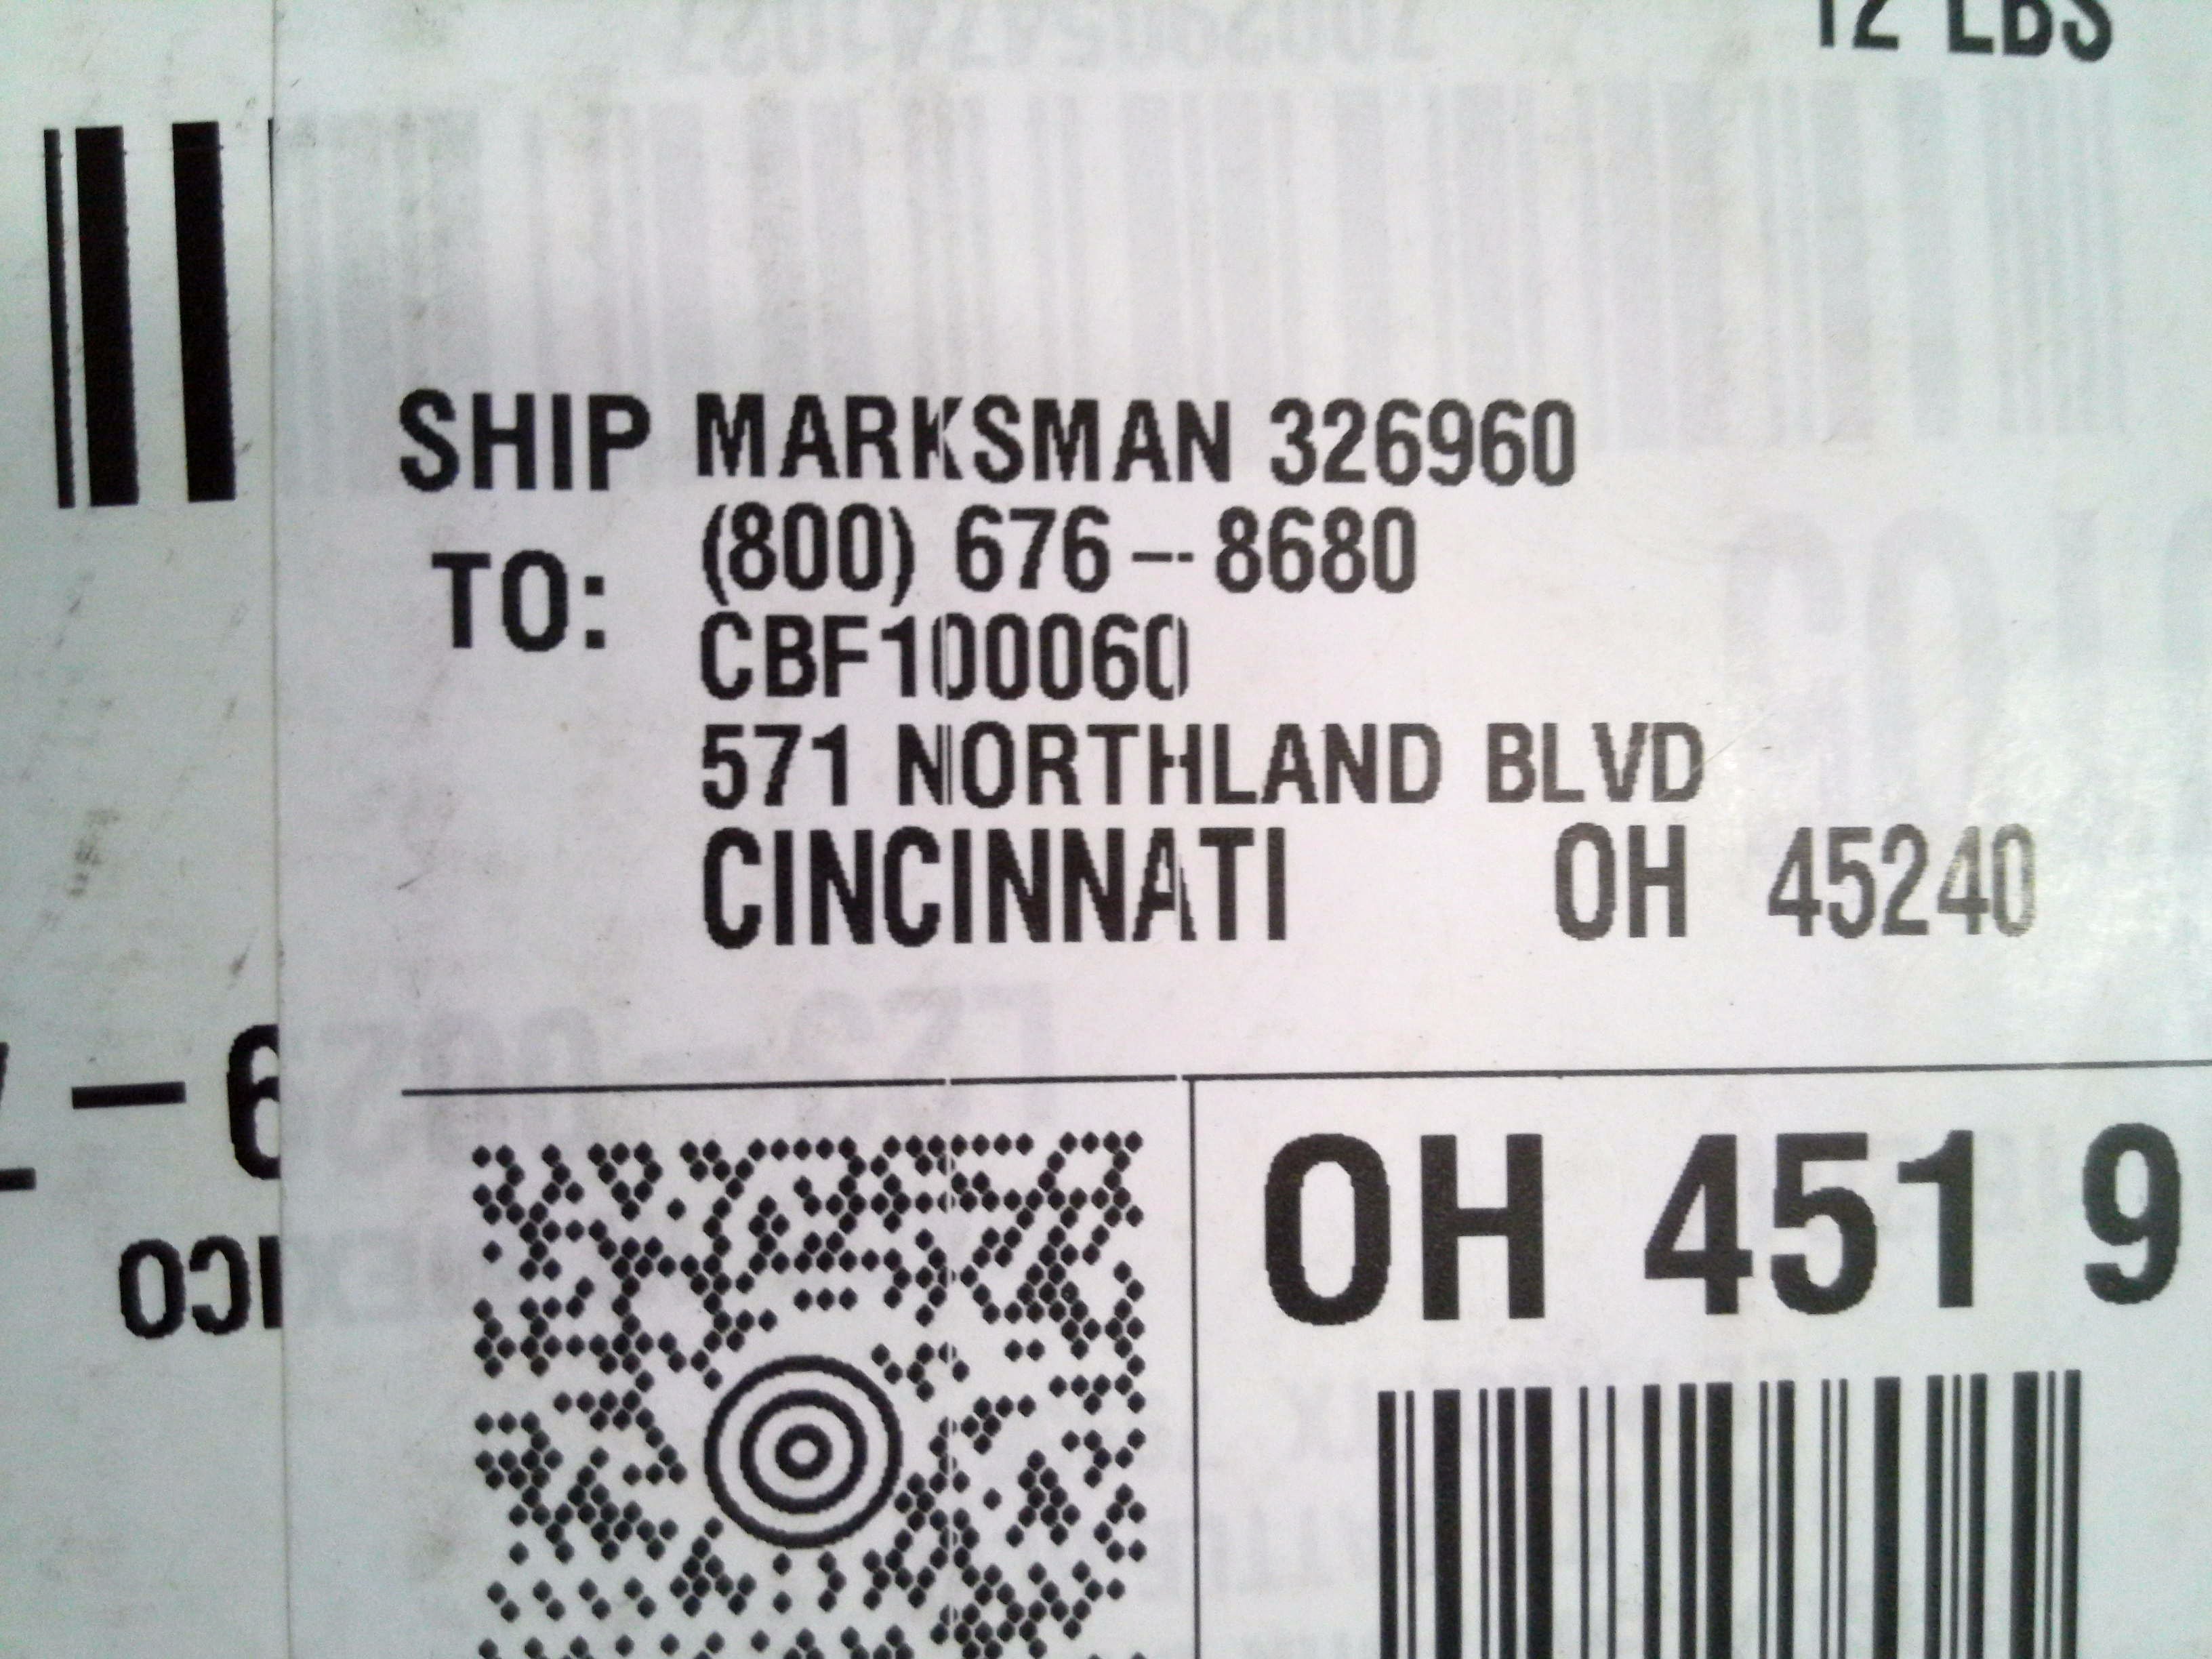 12 LBS
SHIP TO:
MARKSMAN 326960
(800) 676 -- 8680
CBF100060
571 NORTHLAND BLVD
CINCINNATI OH 45240
OH 451 9